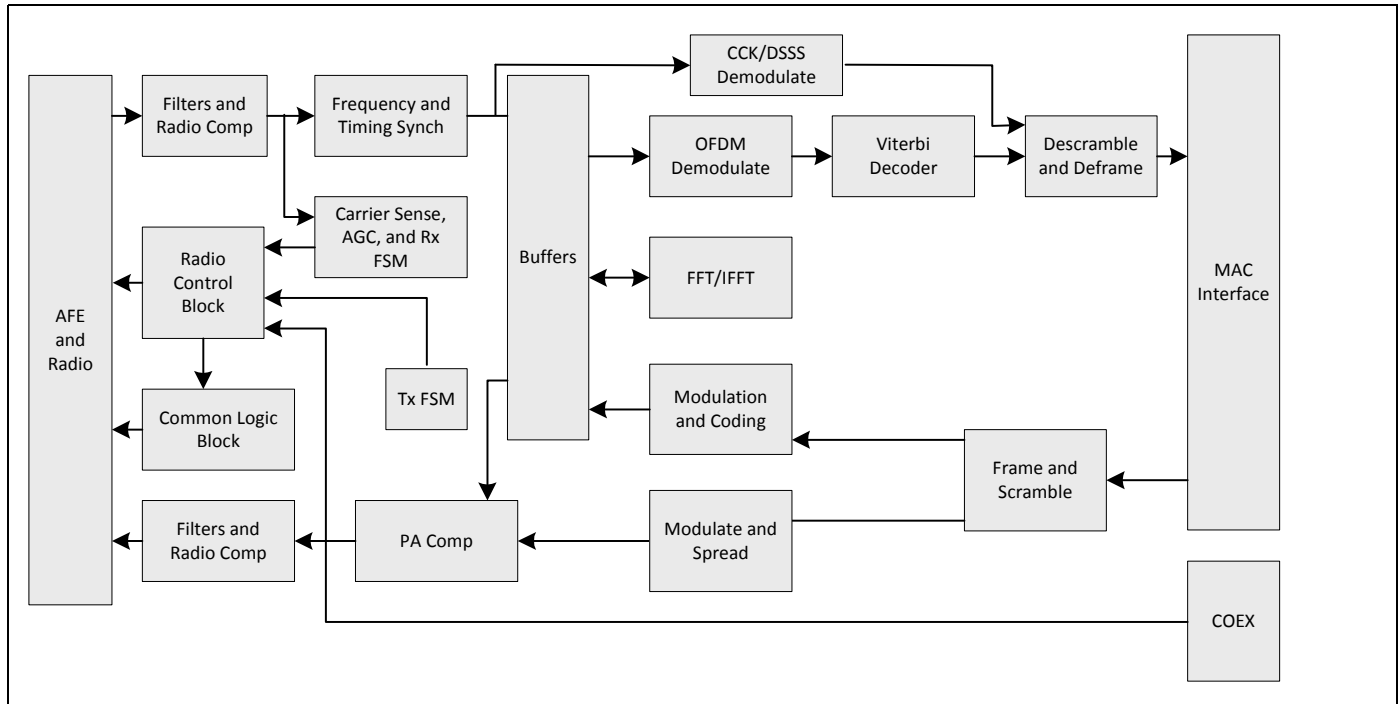 CCK/DSSS
Demodulate
Filters and
Radio Comp
Frequency and
Timing Synch
OFDM
Demodulate
Viterbi
Decoder
Descramble
and Deframe
Carrier Sense,
AGC, and Rx
FSM
Radio
Control
Block
Buffers
FFT/IFFT
MAC
Interface
AFE
and
Radio
Tx FSM
Modulation
and Coding
Common Logic
Block
Frame and
Scramble
Filters and
Radio Comp
PA Comp
Modulate and
Spread
COEX